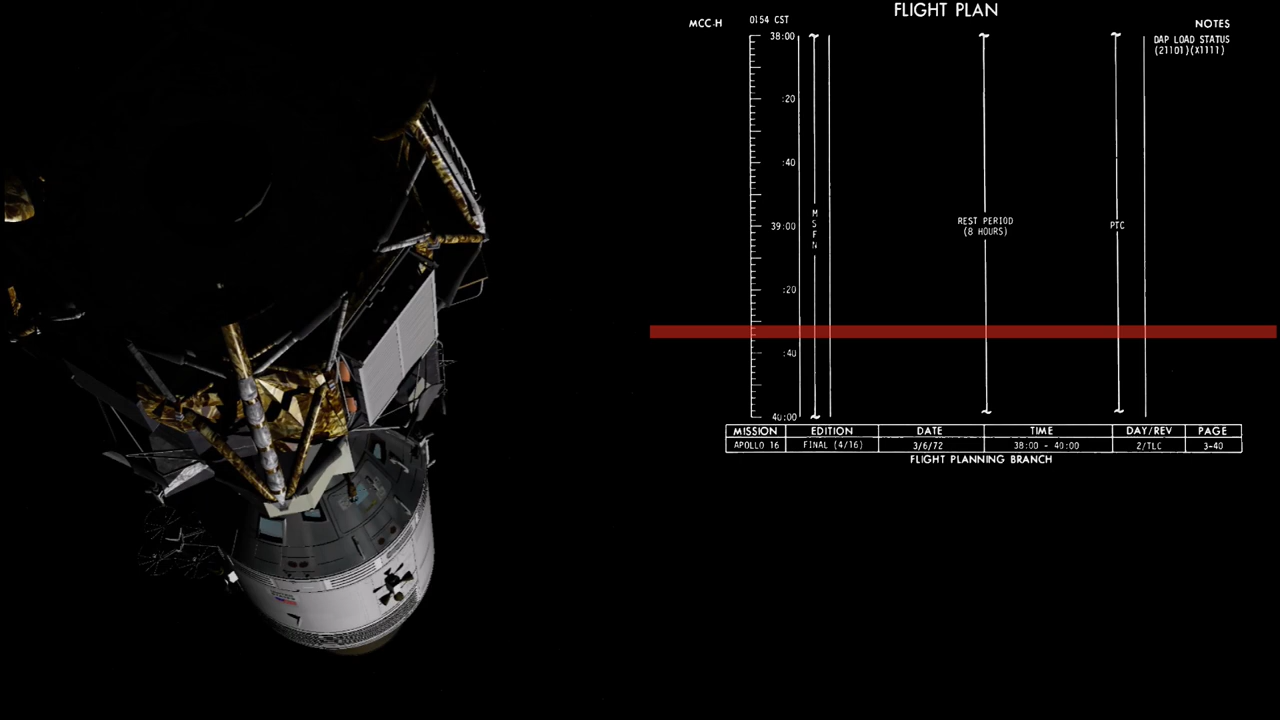 FLIGHT PLAN
MCC-H
0154 CST
NOTES
38:00
DAP LOAD STATUS
(21101)(X1111)
:20
:40
MSFN
39:00
REST PERIOD
(8 HOURS)
PTC
:20
:40
40:00
MISSION EDITION DATE TIME DAY/REV PAGE
APOLLO 16 FINAL (4/16) 3/6/72 38:00 - 40:00 2/TLC 3-40
FLIGHT PLANNING BRANCH